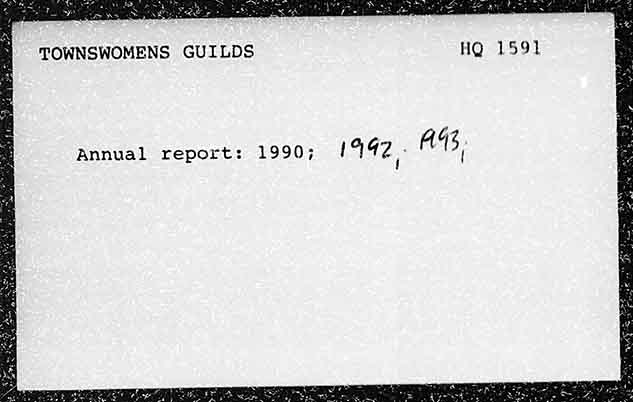 TOWNSWOMENS GUILDS HQ 1591
Annual report: 1990; 1992; 1993;